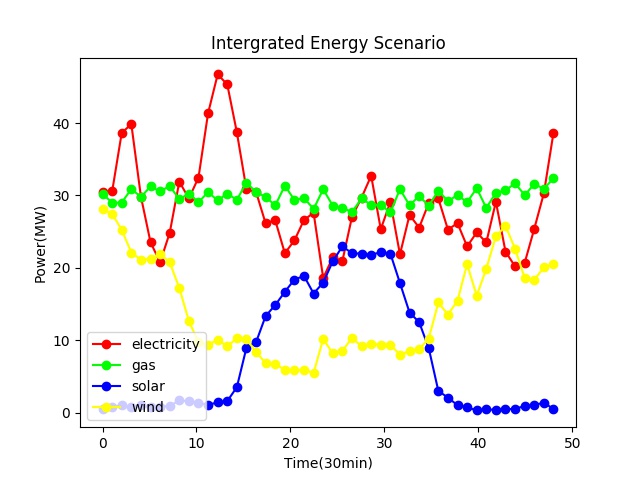 Intergrated Energy Scenario
Power(MW)
40
30
20
10
0
electricity
gas
solar
wind
0 10 20 30 40 50
Time(30min)